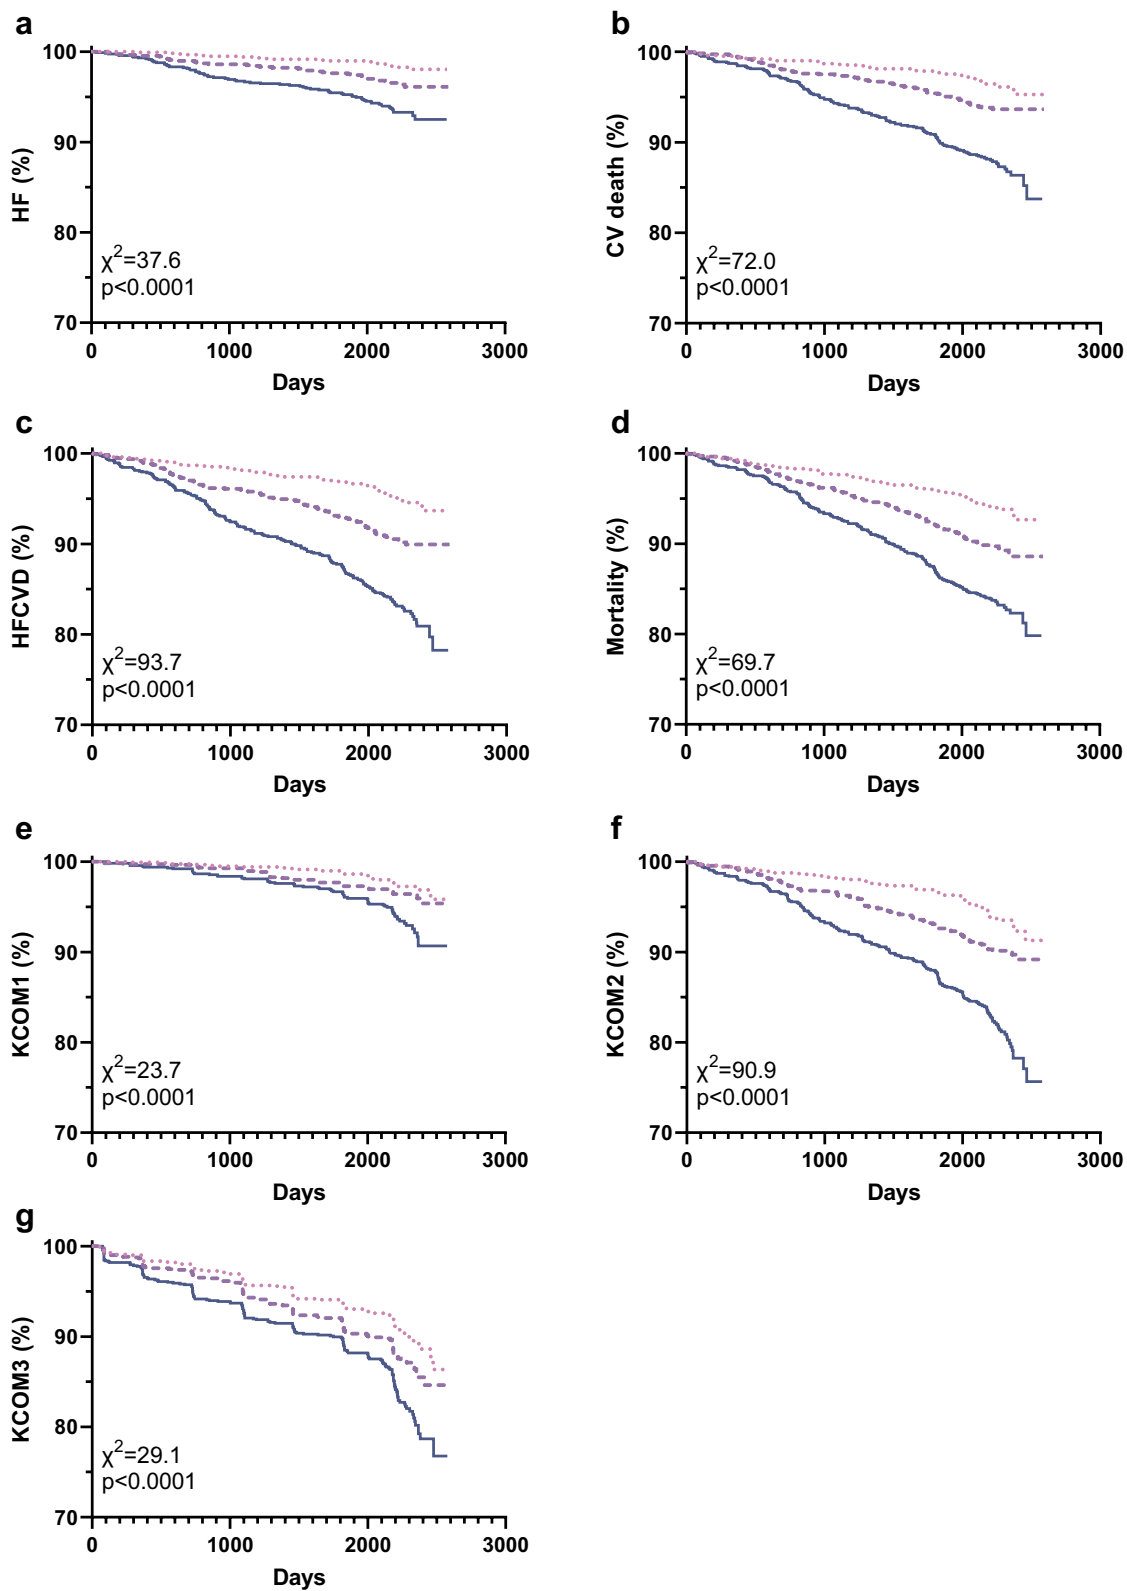 a
HF (%)
100
90
80
70
χ2=37.6
p<0.0001
0 1000 2000 3000
Days
b
CV death (%)
100
90
80
70
χ2=72.0
p<0.0001
0 1000 2000 3000
Days
c
HFCVD (%)
100
90
80
70
χ2=93.7
p<0.0001
0 1000 2000 3000
Days
d
Mortality (%)
100
90
80
70
χ2=69.7
p<0.0001
0 1000 2000 3000
Days
e
KCOM1 (%)
100
90
80
70
χ2=23.7
p<0.0001
0 1000 2000 3000
Days
f
KCOM2 (%)
100
90
80
70
χ2=90.9
p<0.0001
0 1000 2000 3000
Days
g
KCOM3 (%)
100
90
80
70
χ2=29.1
p<0.0001
0 1000 2000 3000
Days